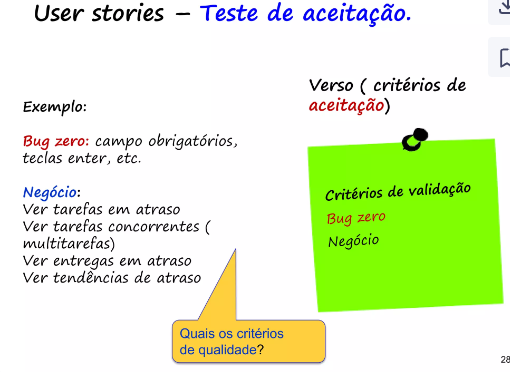 User stories – Teste de aceitação.
Exemplo:
Bug zero: campo obrigatórios,
teclas enter, etc.
Negócio:
Ver tarefas em atraso
Ver tarefas concorrentes (
multitarefas)
Ver entregas em atraso
Ver tendências de atraso
Verso ( critérios de
aceitação)
Critérios de validação
Bug zero
Negócio
Quais os critérios
de qualidade?
28